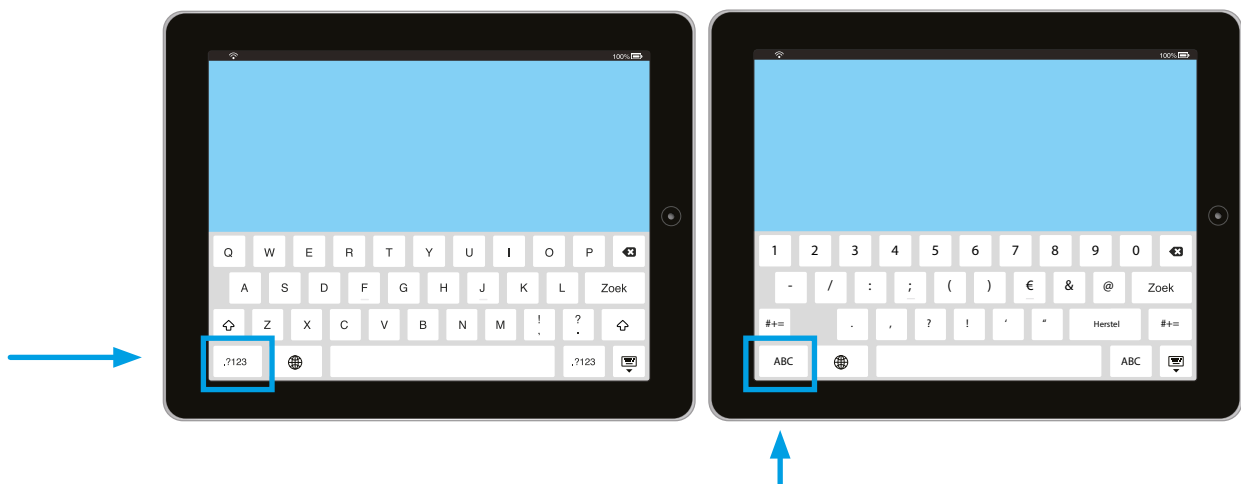 100%
Q W E R T Y U I O P
A S D F G H J K L Zoek
Z X C V B N M ! , ? .
.?123 .?123
100%
1 2 3 4 5 6 7 8 9 0
- / : ; ( ) € & @ Zoek
#+= . , ? ! ‘ “ Herstel #+=
ABC ABC